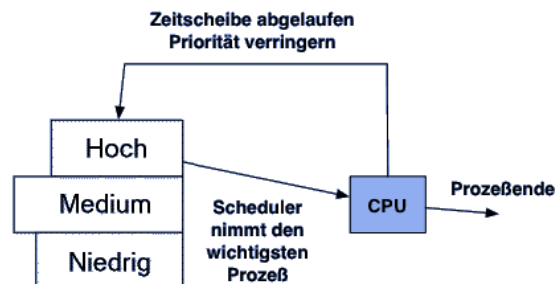 Zeitscheibe abgelaufen
Priorität verringern
Hoch
Medium
Niedrig
Scheduler
nimmt den
wichtigsten
Prozeß
CPU
Prozeßende